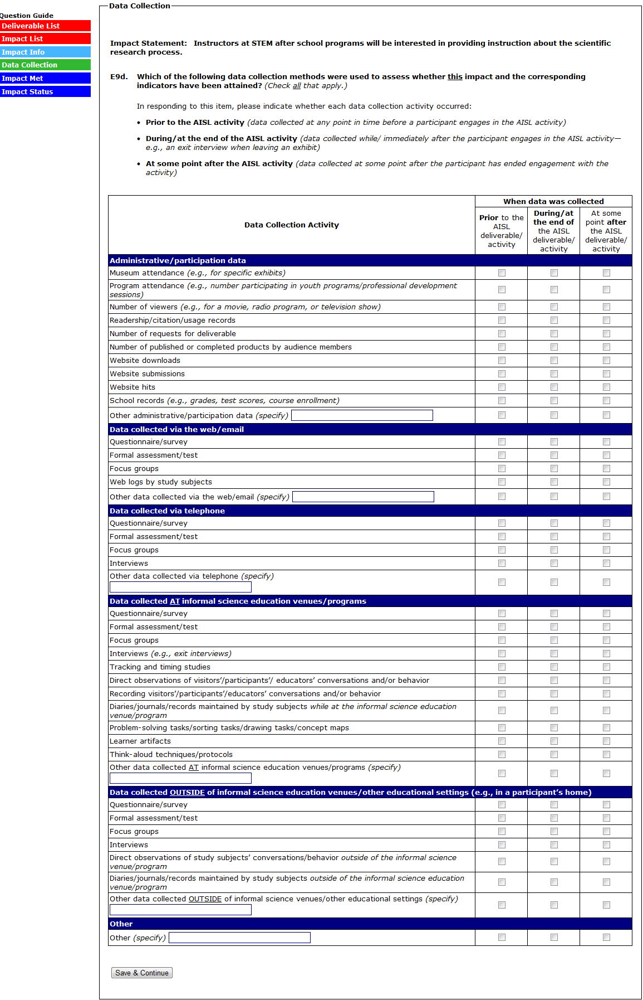 Data Collection
Question Guide
Deliverable List
Impact List
Impact Info
Data Collection
Impact Met
Impact Status
Impact Statement: Instructors at STEM after school programs will be interested in providing instruction about the scientific
research process.
E9d. Which of the following data collection methods were used to assess whether this impact and the corresponding
indicators have been attained? (Check all that apply.)
In responding to this item, please indicate whether each data collection activity occurred:
• Prior to the AISL activity (data collected at any point in time before a participant engages in the AISL activity)
• During/at the end of the AISL activity (data collected while/ immediately after the participant engages in the AISL activity—
e.g., an exit interview when leaving an exhibit)
• At some point after the AISL activity (data collected at some point after the participant has ended engagement with the
activity)
Data Collection Activity
When data was collected
Prior to the
AISL
deliverable/
activity
During/at
the end of
the AISL
deliverable/
activity
At some
point after
the AISL
deliverable/
activity
Administrative/participation data
Museum attendance (e.g., for specific exhibits)
Program attendance (e.g., number participating in youth programs/professional development
sessions)
Number of viewers (e.g., for a movie, radio program, or television show)
Readership/citation/usage records
Number of requests for deliverable
Number of published or completed products by audience members
Website downloads
Website submissions
Website hits
School records (e.g., grades, test scores, course enrollment)
Other administrative/participation data (specify)
Data collected via the web/email
Questionnaire/survey
Formal assessment/test
Focus groups
Web logs by study subjects
Other data collected via the web/email (specify)
Data collected via telephone
Questionnaire/survey
Formal assessment/test
Focus groups
Interviews
Other data collected via telephone (specify)
Data collected AT informal science education venues/programs
Questionnaire/survey
Formal assessment/test
Focus groups
Interviews (e.g., exit interviews)
Tracking and timing studies
Direct observations of visitors’/participants’/ educators’ conversations and/or behavior
Recording visitors’/participants’/educators’ conversations and/or behavior
Diaries/journals/records maintained by study subjects while at the informal science education
venue/program
Problem-solving tasks/sorting tasks/drawing tasks/concept maps
Learner artifacts
Think-aloud techniques/protocols
Other data collected AT informal science education venues/programs (specify)
Data collected OUTSIDE of informal science education venues/other educational settings (e.g., in a participant’s home)
Questionnaire/survey
Formal assessment/test
Focus groups
Interviews
Direct observations of study subjects’ conversations/behavior outside of the informal science
venue/program
Diaries/journals/records maintained by study subjects outside of the informal science education
venue/program
Other data collected OUTSIDE of informal science venues/other educational settings (specify)
Other
Other (specify)
Save & Continue